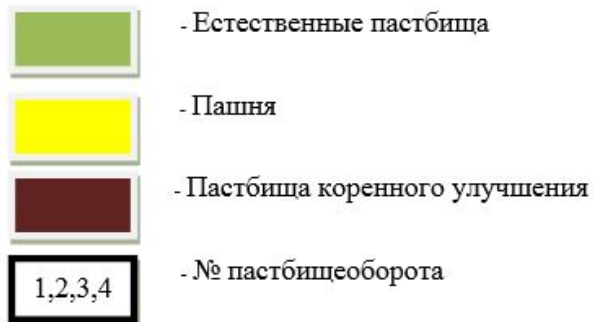 - Естественные пастбища
- Пашня
- Пастбища коренного улучшения
1,2,3,4 - № пастбищеоборота